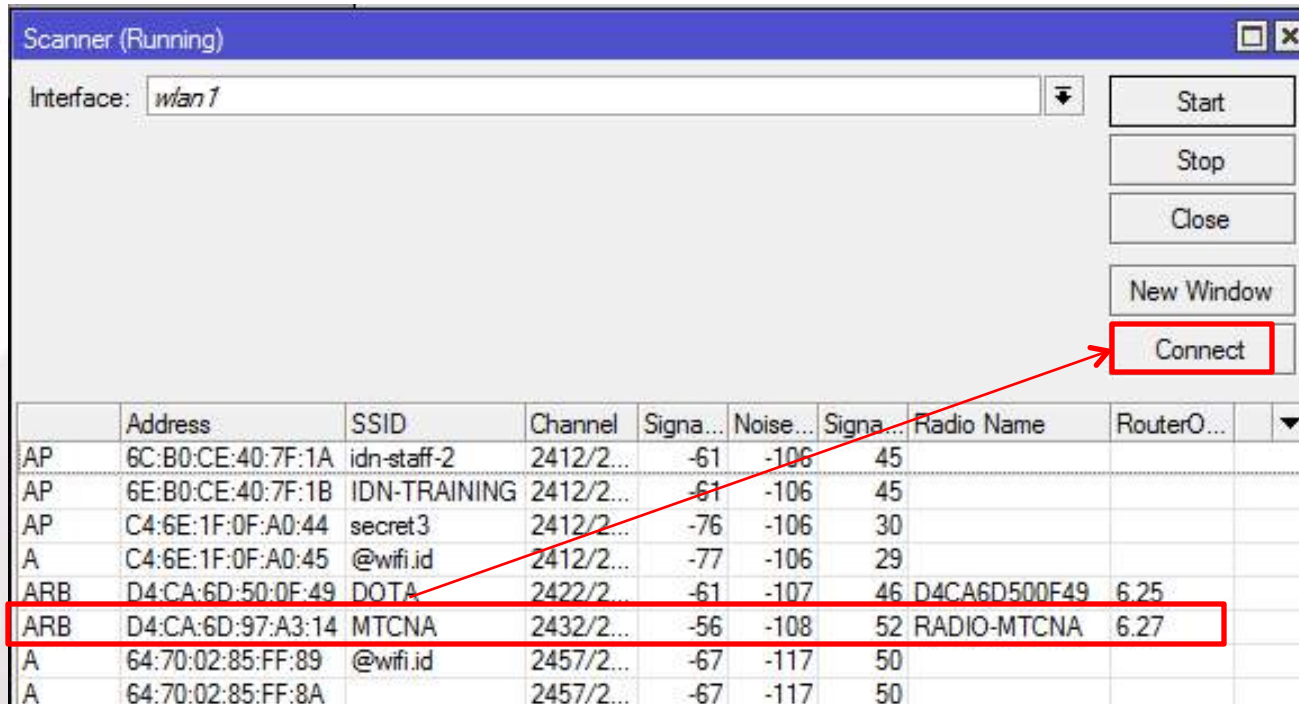 Scanner (Running)
Interface: wlan1
Start
Stop
Close
New Window
Connect
Address SSID Channel Signa... Noise... Signa... Radio Name RouterO...
AP 6C:B0:CE:40:7F:1A idn-staff-2 2412/2... -61 -106 45
AP 6E:B0:CE:40:7F:1B IDN-TRAINING 2412/2... -61 -106 45
AP C4:6E:1F:0F:A0:44 secret3 2412/2... -76 -106 30
A C4:6E:1F:0F:A0:45 @wifi.id 2412/2... -77 -106 29
ARB D4:CA:6D:50:0F:49 DOTA 2422/2... -61 -107 46 D4CA6D500F49 6.25
ARB D4:CA:6D:97:A3:14 MTCNA 2432/2... -56 -108 52 RADIO-MTCNA 6.27
A 64:70:02:85:FF:89 @wifi.id 2457/2... -67 -117 50
A 64:70:02:85:FF:8A 2457/2... -67 -117 50